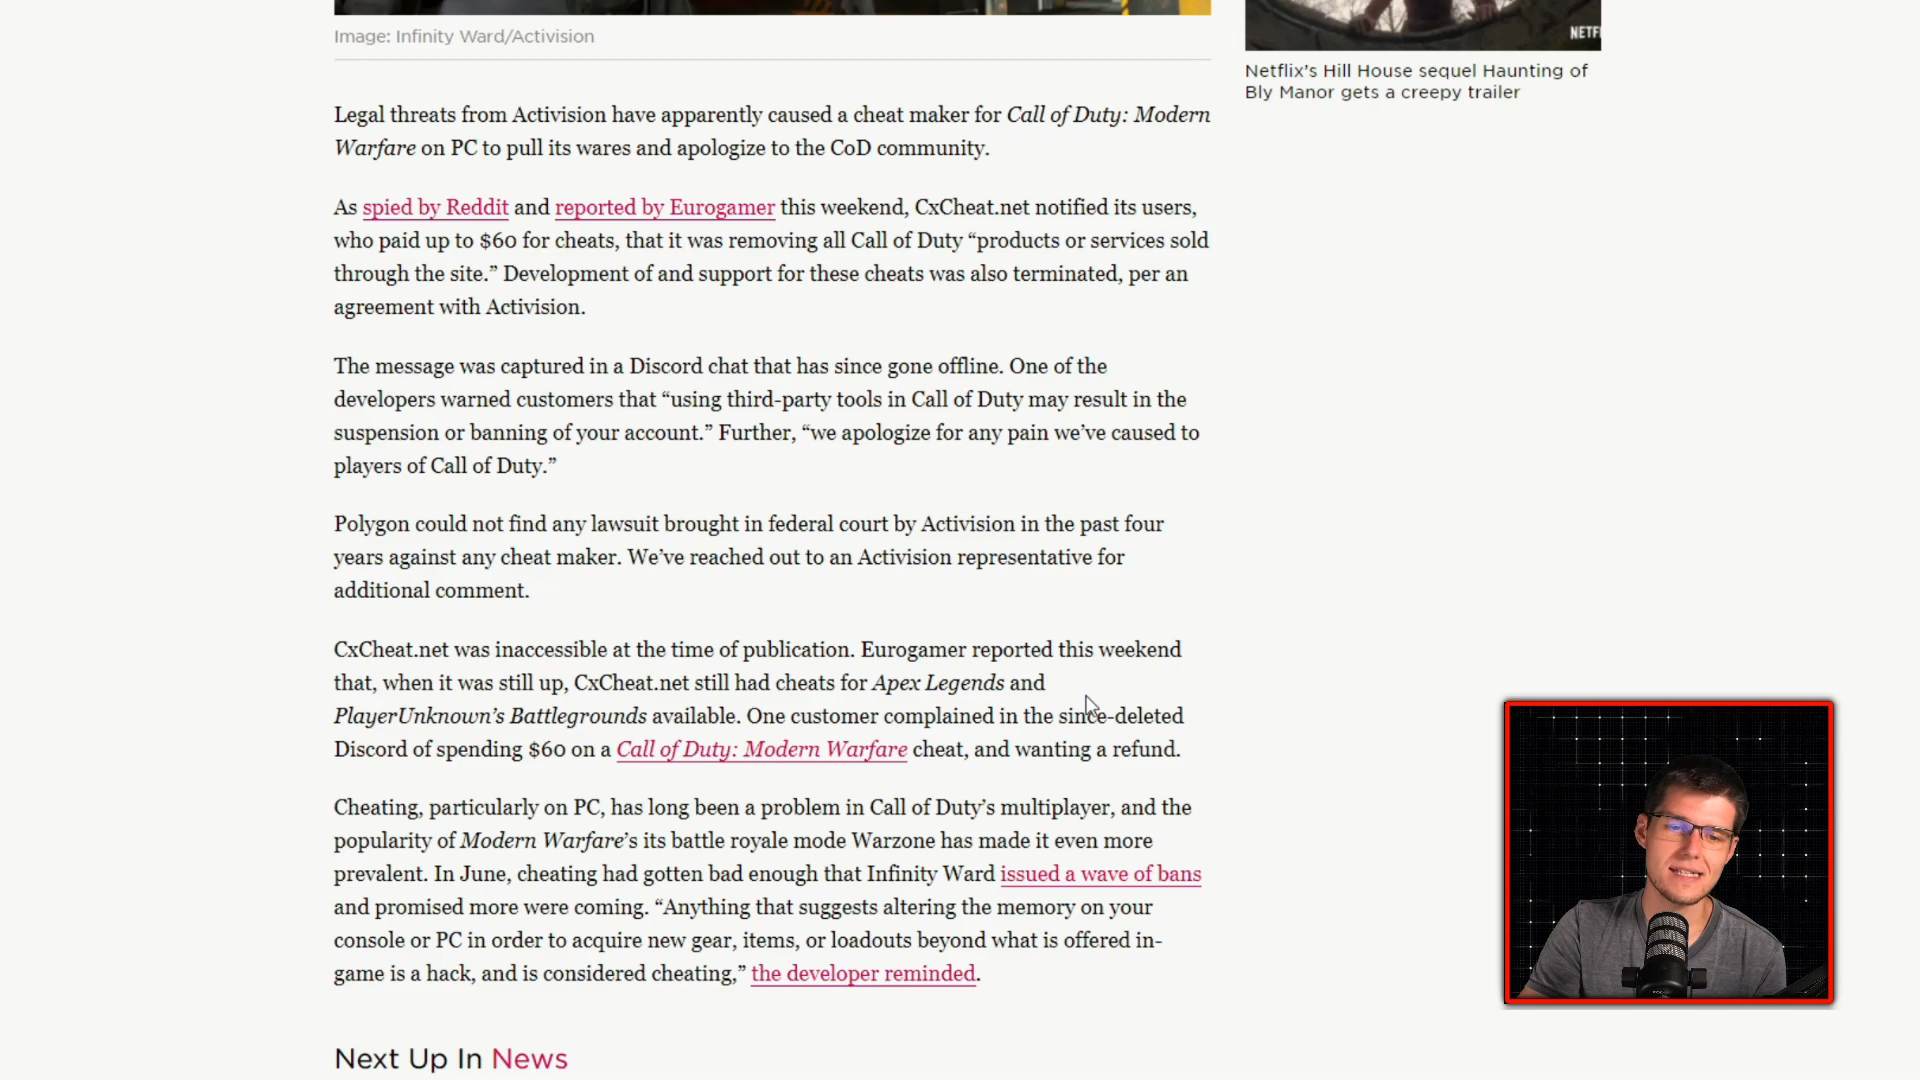 Image: Infinity Ward/Activision
NETF
Netflix's Hill House sequel Haunting of
Bly Manor gets a creepy trailer
Legal threats from Activision have apparently caused a cheat maker for Call of Duty: Modern
Warfare on PC to pull its wares and apologize to the CoD community.
As spied by Reddit and reported by Eurogamer this weekend, CxCheat.net notified its users,
who paid up to $60 for cheats, that it was removing all Call of Duty “products or services sold
through the site.” Development of and support for these cheats was also terminated, per an
agreement with Activision.
The message was captured in a Discord chat that has since gone offline. One of the
developers warned customers that “using third-party tools in Call of Duty may result in the
suspension or banning of your account.” Further, “we apologize for any pain we’ve caused to
players of Call of Duty.”
Polygon could not find any lawsuit brought in federal court by Activision in the past four
years against any cheat maker. We’ve reached out to an Activision representative for
additional comment.
CxCheat.net was inaccessible at the time of publication. Eurogamer reported this weekend
that, when it was still up, CxCheat.net still had cheats for Apex Legends and
PlayerUnknown’s Battlegrounds available. One customer complained in the since-deleted
Discord of spending $60 on a Call of Duty: Modern Warfare cheat, and wanting a refund.
Cheating, particularly on PC, has long been a problem in Call of Duty’s multiplayer, and the
popularity of Modern Warfare’s its battle royale mode Warzone has made it even more
prevalent. In June, cheating had gotten bad enough that Infinity Ward issued a wave of bans
and promised more were coming. “Anything that suggests altering the memory on your
console or PC in order to acquire new gear, items, or loadouts beyond what is offered in-
game is a hack, and is considered cheating,” the developer reminded.
Next Up In News